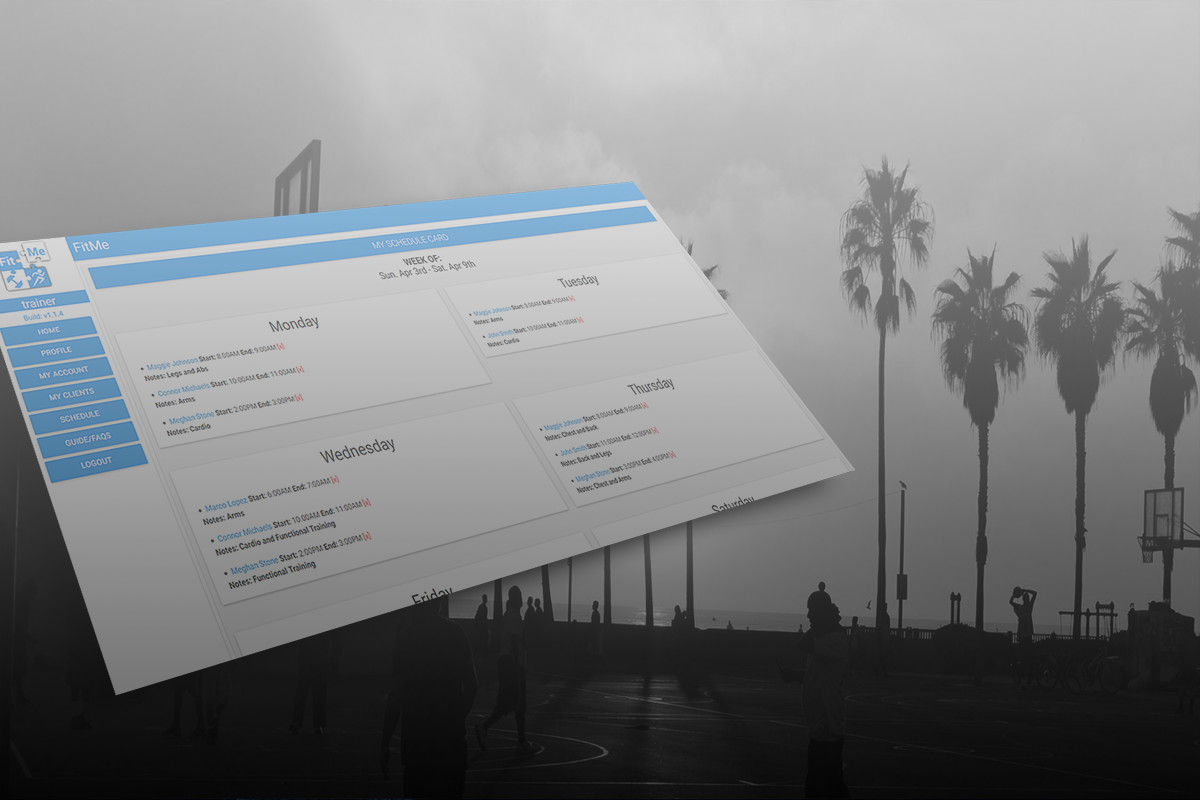 Fit-Me
FitMe
trainer
Build: v1.1.4
HOME
PROFILE
MY ACCOUNT
MY CLIENTS
SCHEDULE
GUIDE/FAQS
LOGOUT
MY SCHEDULE CARD
WEEK OF:
Sun. Apr 3rd - Sat. Apr 9th
Monday
• Maggie Johnson Start: 8:00AM End: 9:00AM [x]
Notes: Legs and Abs
• Connor Michaels Start: 10:00AM End: 11:00AM [x]
Notes: Arms
• Meghan Stone Start: 2:00PM End: 3:00PM [x]
Notes: Cardio
Tuesday
• Maggie Johnson Start: 8:00AM End: 9:00AM [x]
Notes: Arms
• John Smith Start: 10:00AM End: 11:00AM [x]
Notes: Cardio
Wednesday
• Marco Lopez Start: 6:00AM End: 7:00AM [x]
Notes: Arms
• Connor Michaels Start: 10:00AM End: 11:00AM [x]
Notes: Cardio and Functional Training
• Meghan Stone Start: 2:00PM End: 3:00PM [x]
Notes: Functional Training
Thursday
• Maggie Johnson Start: 8:00AM End: 9:00AM [x]
Notes: Chest and Back
• John Smith Start: 11:00AM End: 12:00PM [x]
Notes: Back and Legs
• Meghan Stone Start: 2:00PM End: 4:00PM [x]
Notes: Chest and Arms
Friday
Saturday